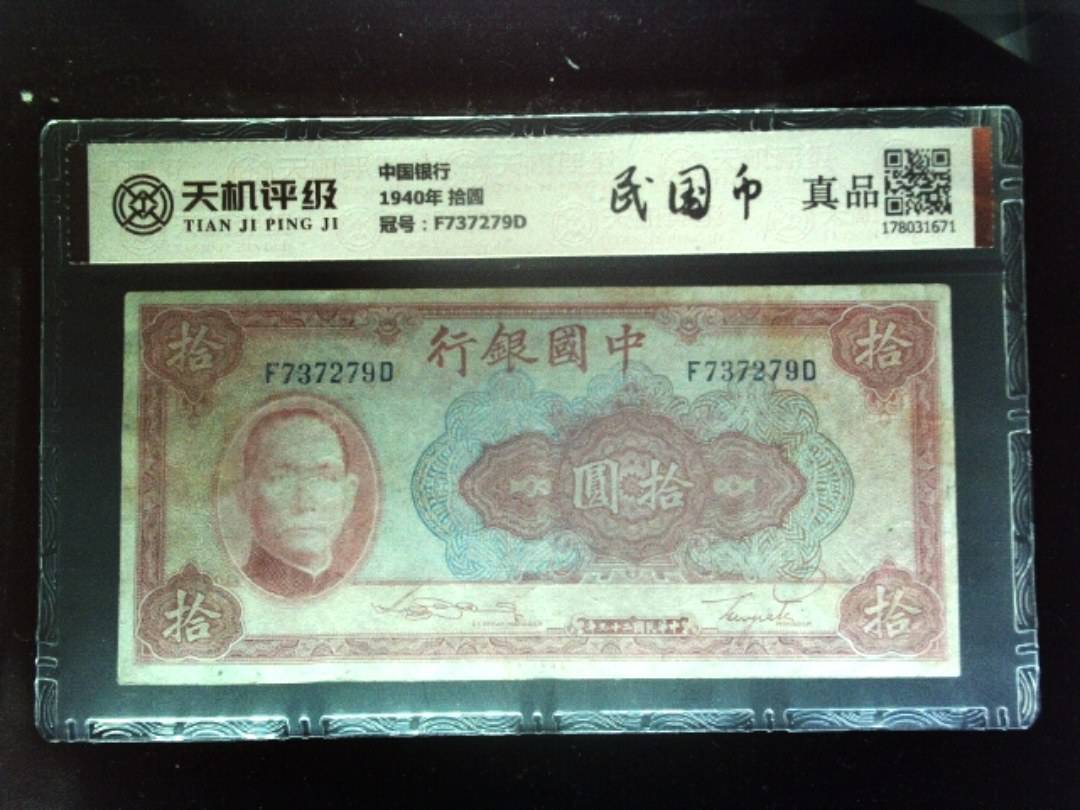 天机评级
TIAN JI PING JI
中国银行
1940年 拾圆
冠号：F737279D
民国币
真品
178031671
拾
行銀國中
拾
F737279D
F737279D
圓拾
拾
拾